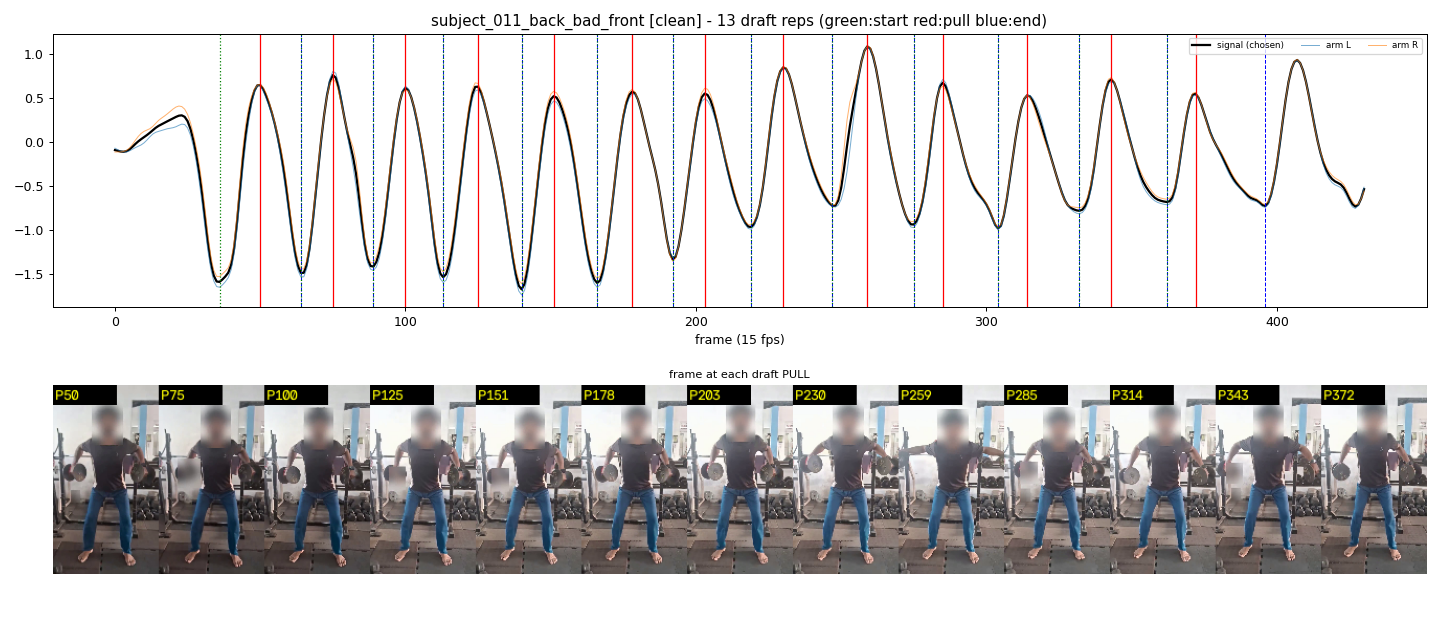 subject_011_back_bad_front [clean] - 13 draft reps (green:start red:pull blue:end)
signal (chosen) arm L arm R
1.0
0.5
0.0
−0.5
−1.0
−1.5
0 100 200 300 400
frame (15 fps)
frame at each draft PULL
P50 P75 P100 P125 P151 P178 P203 P230 P259 P285 P314 P343 P372